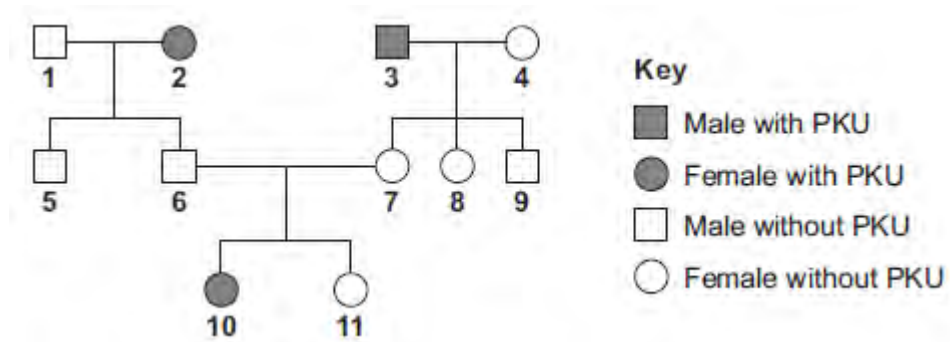 1 2 3 4
Key
Male with PKU
Female with PKU
Male without PKU
Female without PKU
5 6 7 8 9
10 11